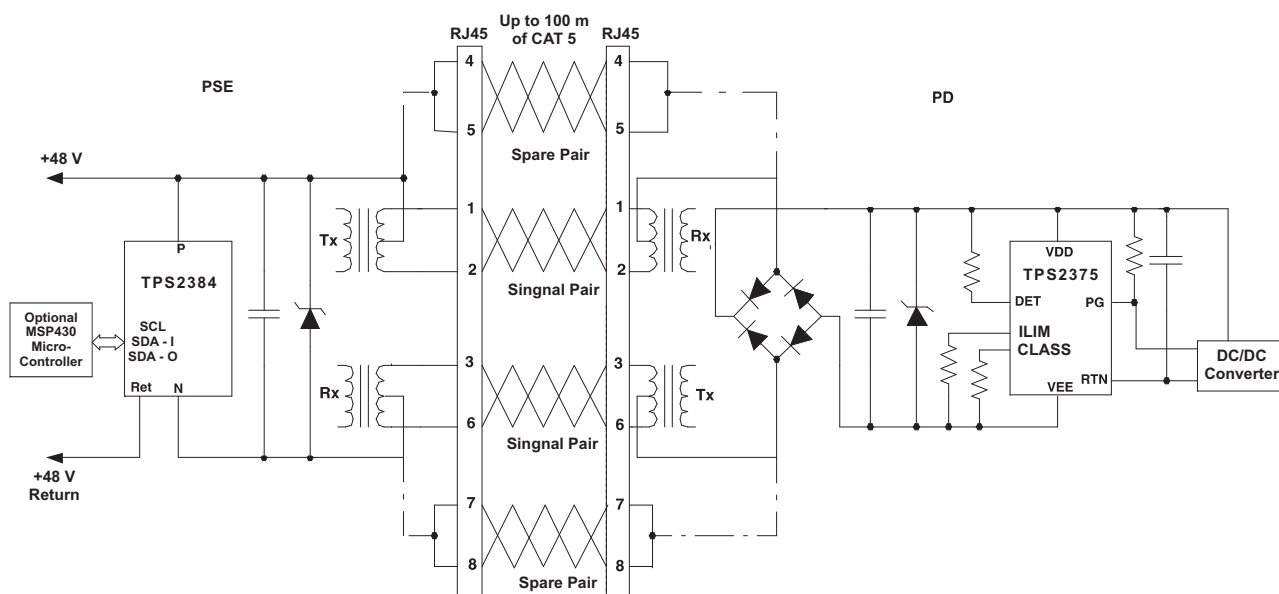 Up to 100 m
of CAT 5
RJ45
RJ45
4
4
PSE
PD
5
5
Spare Pair
+48 V
1
1
Tx
Rx
P
VDD
TPS2384
TPS2375
2
2
Singnal Pair
DET
PG
Optional
MSP430
Micro-
Controller
SCL
SDA - I
SDA - O
ILIM
CLASS
DC/DC
Converter
3
3
Ret
N
RTN
VEE
Rx
Tx
6
6
Singnal Pair
+48 V
Return
7
7
8
8
Spare Pair